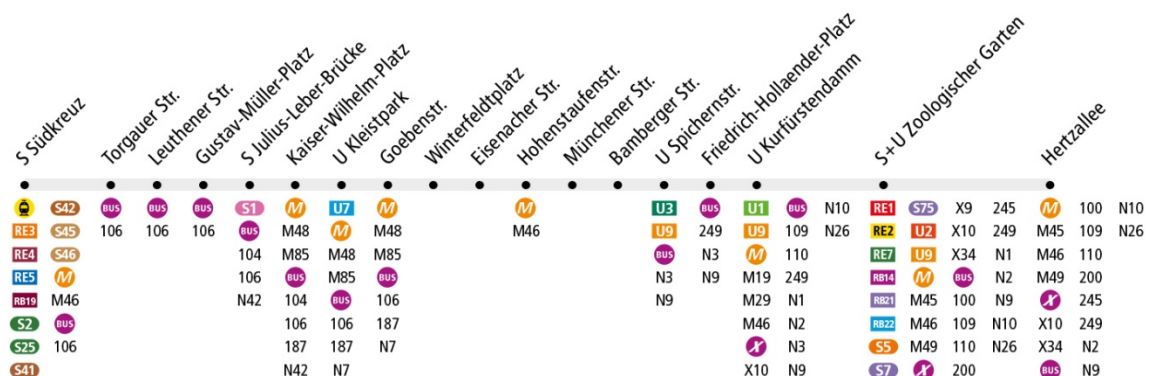 S Südkreuz
Torgauer Str.
Leuthener Str.
Gustav-Müller-Platz
S Julius-Leber-Brücke
Kaiser-Wilhelm-Platz
U Kleistpark
Goebenstr.
Winterfeldtplatz
Eisenacher Str.
Hohenstaufenstr.
Münchener Str.
Bamberger Str.
U Spichernstr.
Friedrich-Hollaender-Platz
U Kurfürstendamm
S+U Zoologischer Garten
Hertzallee
S42 BUS BUS BUS S1 M U7 M M U3 BUS U1 BUS N10 RE1 S75 X9 245 M 100 N10
RE3 S45 106 106 106 BUS M48 M M48 M46 U9 249 U9 109 N26 RE2 U2 X10 249 M45 109 N26
RE4 S46 104 M85 M48 M85 BUS N3 M 110 RE7 U9 X34 N1 M46 110
RE5 M 106 BUS M85 BUS N3 N9 M19 249 RB14 M BUS N2 M49 200
RB19 M46 N42 104 BUS 106 N9 M29 N1 RB21 M45 100 N9 X 245
S2 BUS 106 106 187 M46 N2 RB22 M46 109 N10 X10 249
S25 106 187 187 N7 X N3 S5 M49 110 N26 X34 N2
S41 N42 N7 X10 N9 S7 X 200 BUS N9